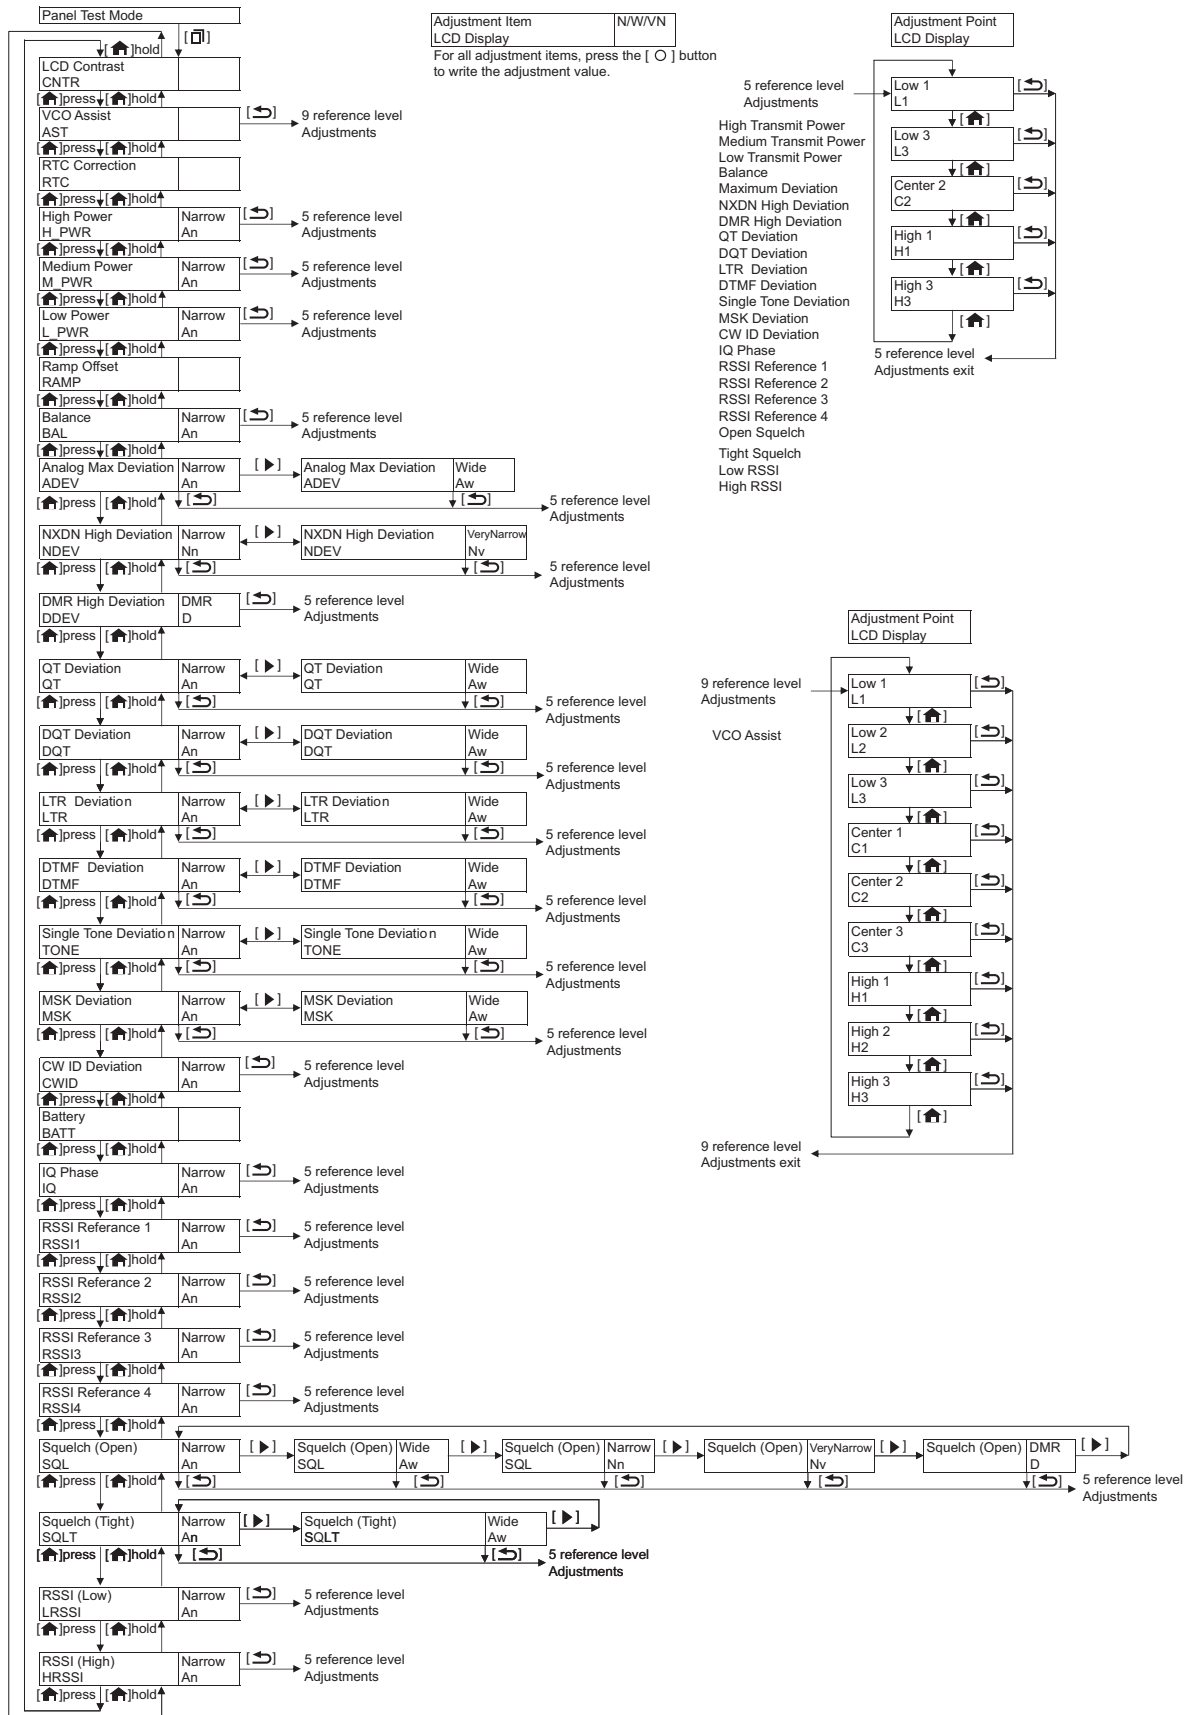 Panel Test Mode
[ ]
[ ]hold
LCD Contrast
CNTR
[ ]press [ ]hold
VCO Assist
AST
[ ]
9 reference level
Adjustments
[ ]press [ ]hold
RTC Correction
RTC
[ ]press [ ]hold
High Power Narrow
H_PWR An
[ ]
5 reference level
Adjustments
[ ]press [ ]hold
Medium Power Narrow
M_PWR An
[ ]
5 reference level
Adjustments
[ ]press [ ]hold
Low Power Narrow
L_PWR An
[ ]
5 reference level
Adjustments
[ ]press [ ]hold
Ramp Offset
RAMP
[ ]press [ ]hold
Balance Narrow
BAL An
[ ]
5 reference level
Adjustments
[ ]press [ ]hold
Analog Max Deviation Narrow [ ] Analog Max Deviation Wide
ADEV An ADEV Aw
[ ]press [ ]hold [ ] [ ]
5 reference level
Adjustments
NXDN High Deviation Narrow [ ] NXDN High Deviation VeryNarrow
NDEV Nn NDEV Nv
[ ]press [ ]hold [ ] [ ]
5 reference level
Adjustments
DMR High Deviation DMR
DDEV D
[ ]
5 reference level
Adjustments
[ ]press [ ]hold
QT Deviation Narrow [ ] QT Deviation Wide
QT An QT Aw
[ ]press [ ]hold [ ] [ ]
5 reference level
Adjustments
DQT Deviation Narrow [ ] DQT Deviation Wide
DQT An DQT Aw
[ ]press [ ]hold [ ] [ ]
5 reference level
Adjustments
LTR Deviation Narrow [ ] LTR Deviation Wide
LTR An LTR Aw
[ ]press [ ]hold [ ] [ ]
5 reference level
Adjustments
DTMF Deviation Narrow [ ] DTMF Deviation Wide
DTMF An DTMF Aw
[ ]press [ ]hold [ ] [ ]
5 reference level
Adjustments
Single Tone Deviation Narrow [ ] Single Tone Deviation Wide
TONE An TONE Aw
[ ]press [ ]hold [ ] [ ]
5 reference level
Adjustments
MSK Deviation Narrow [ ] MSK Deviation Wide
MSK An MSK Aw
[ ]press [ ]hold [ ] [ ]
5 reference level
Adjustments
CW ID Deviation Narrow
CWID An
[ ]
5 reference level
Adjustments
[ ]press [ ]hold
Battery
BATT
[ ]press [ ]hold
IQ Phase Narrow
IQ An
[ ]
5 reference level
Adjustments
[ ]press [ ]hold
RSSI Referance 1 Narrow
RSSI1 An
[ ]
5 reference level
Adjustments
[ ]press [ ]hold
RSSI Referance 2 Narrow
RSSI2 An
[ ]
5 reference level
Adjustments
[ ]press [ ]hold
RSSI Referance 3 Narrow
RSSI3 An
[ ]
5 reference level
Adjustments
[ ]press [ ]hold
RSSI Referance 4 Narrow
RSSI4 An
[ ]
5 reference level
Adjustments
[ ]press [ ]hold
Squelch (Open) Narrow [ ] Squelch (Open) Wide [ ] Squelch (Open) Narrow [ ] Squelch (Open) VeryNarrow [ ] Squelch (Open) DMR [ ]
SQL An SQL Aw SQL Nn Nv D
[ ]press [ ]hold [ ] [ ] [ ] [ ] [ ]
5 reference level
Adjustments
Squelch (Tight) Narrow [ ] Squelch (Tight) Wide [ ]
SQLT An SQLT Aw
[ ]press [ ]hold [ ] [ ]
5 reference level
Adjustments
RSSI (Low) Narrow
LRSSI An
[ ]
5 reference level
Adjustments
[ ]press [ ]hold
RSSI (High) Narrow
HRSSI An
[ ]
5 reference level
Adjustments
[ ]press [ ]hold
Adjustment Item N/W/VN
LCD Display
For all adjustment items, press the [ O ] button
to write the adjustment value.
Adjustment Point
LCD Display
5 reference level
Adjustments
High Transmit Power
Medium Transmit Power
Low Transmit Power
Balance
Maximum Deviation
NXDN High Deviation
DMR High Deviation
QT Deviation
DQT Deviation
LTR Deviation
DTMF Deviation
Single Tone Deviation
MSK Deviation
CW ID Deviation
IQ Phase
RSSI Reference 1
RSSI Reference 2
RSSI Reference 3
RSSI Reference 4
Open Squelch
Tight Squelch
Low RSSI
High RSSI
Low 1 [ ]
L1
[ ]
Low 3 [ ]
L3
[ ]
Center 2 [ ]
C2
[ ]
High 1 [ ]
H1
[ ]
High 3 [ ]
H3
[ ]
5 reference level
Adjustments exit
Adjustment Point
LCD Display
9 reference level
Adjustments
VCO Assist
Low 1 [ ]
L1
[ ]
Low 2 [ ]
L2
[ ]
Low 3 [ ]
L3
[ ]
Center 1 [ ]
C1
[ ]
Center 2 [ ]
C2
[ ]
Center 3 [ ]
C3
[ ]
High 1 [ ]
H1
[ ]
High 2 [ ]
H2
[ ]
High 3 [ ]
H3
[ ]
9 reference level
Adjustments exit